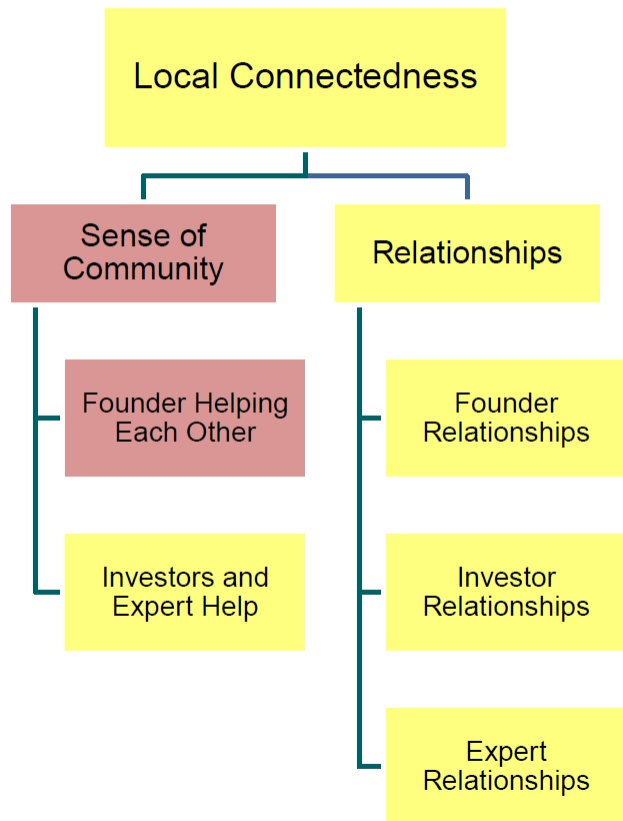 Local Connectedness
Sense of
Community
Relationships
Founder Helping
Each Other
Founder
Relationships
Investors and
Expert Help
Investor
Relationships
Expert
Relationships